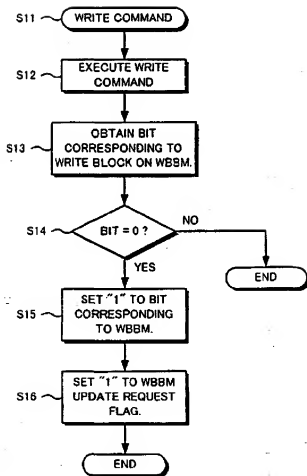 S11
WRITE COMMAND
S12
EXECUTE WRITE
COMMAND
S13
OBTAIN BIT
CORRESPONDING TO
WRITE BLOCK ON WBBM.
S14
BIT = 0 ?
NO
YES
END
S15
SET "1" TO BIT
CORRESPONDING
TO WBBM.
S16
SET "1" TO WBBM
UPDATE REQUEST
FLAG.
END